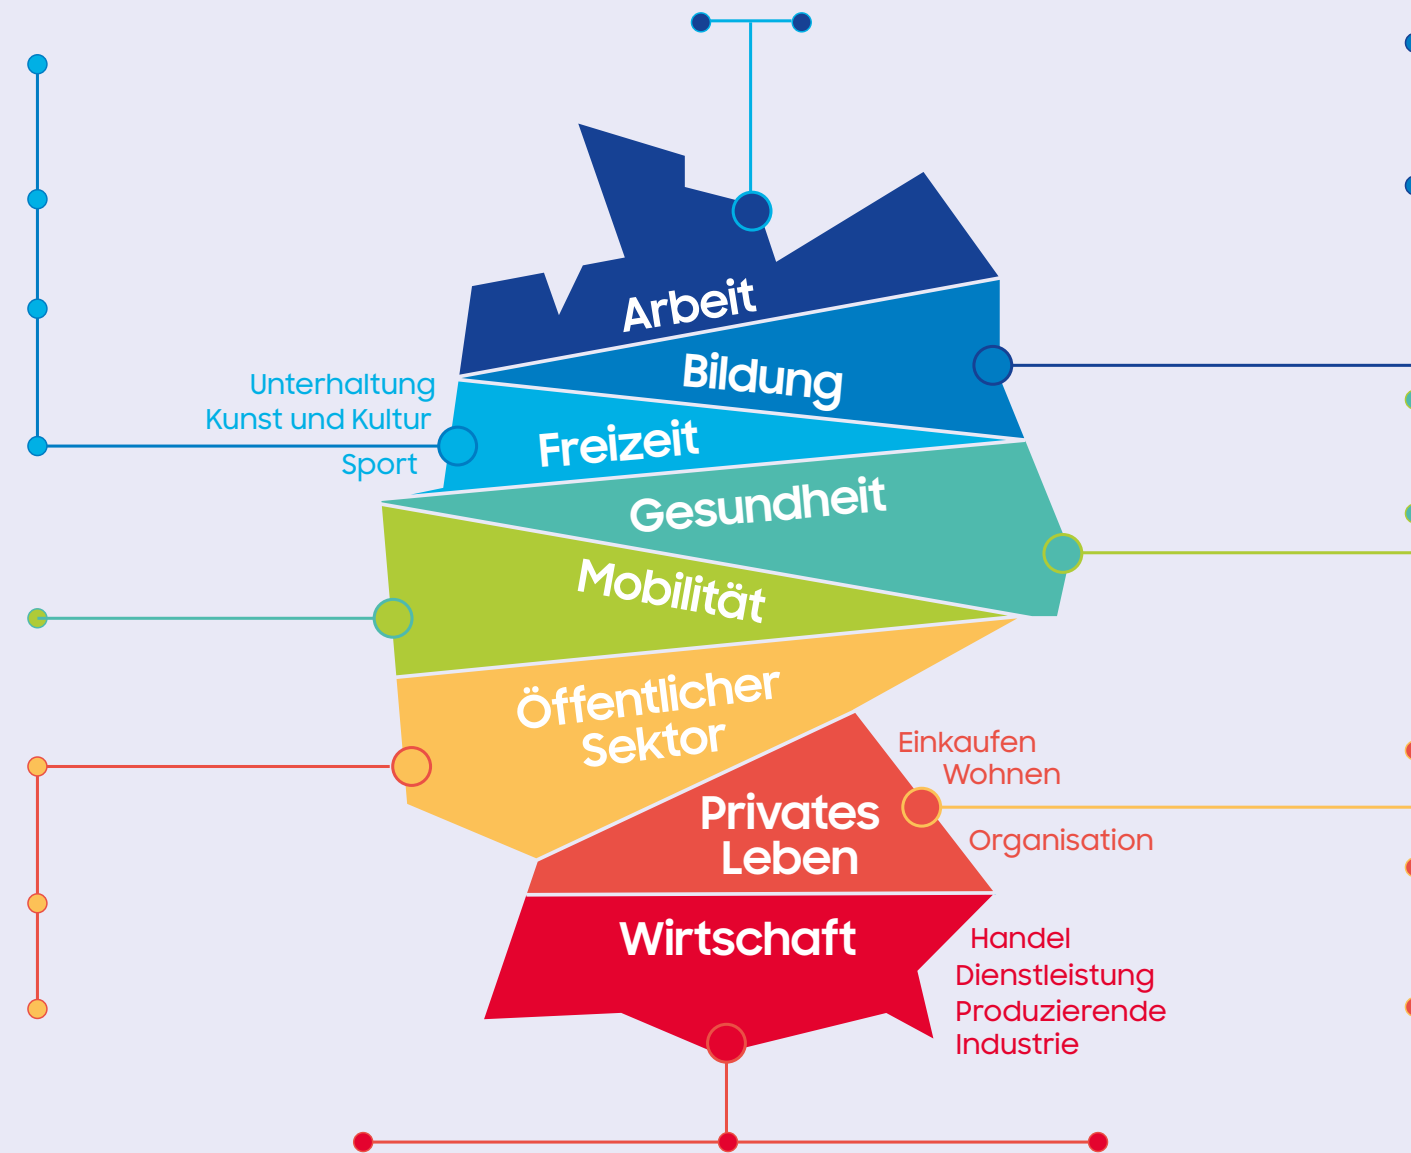 Arbeit
Bildung
Unterhaltung
Kunst und Kultur
Sport
Freizeit
Gesundheit
Mobilität
Öffentlicher
Sektor
Einkaufen
Wohnen
Organisation
Privates
Leben
Wirtschaft
Handel
Dienstleistung
Produzierende
Industrie